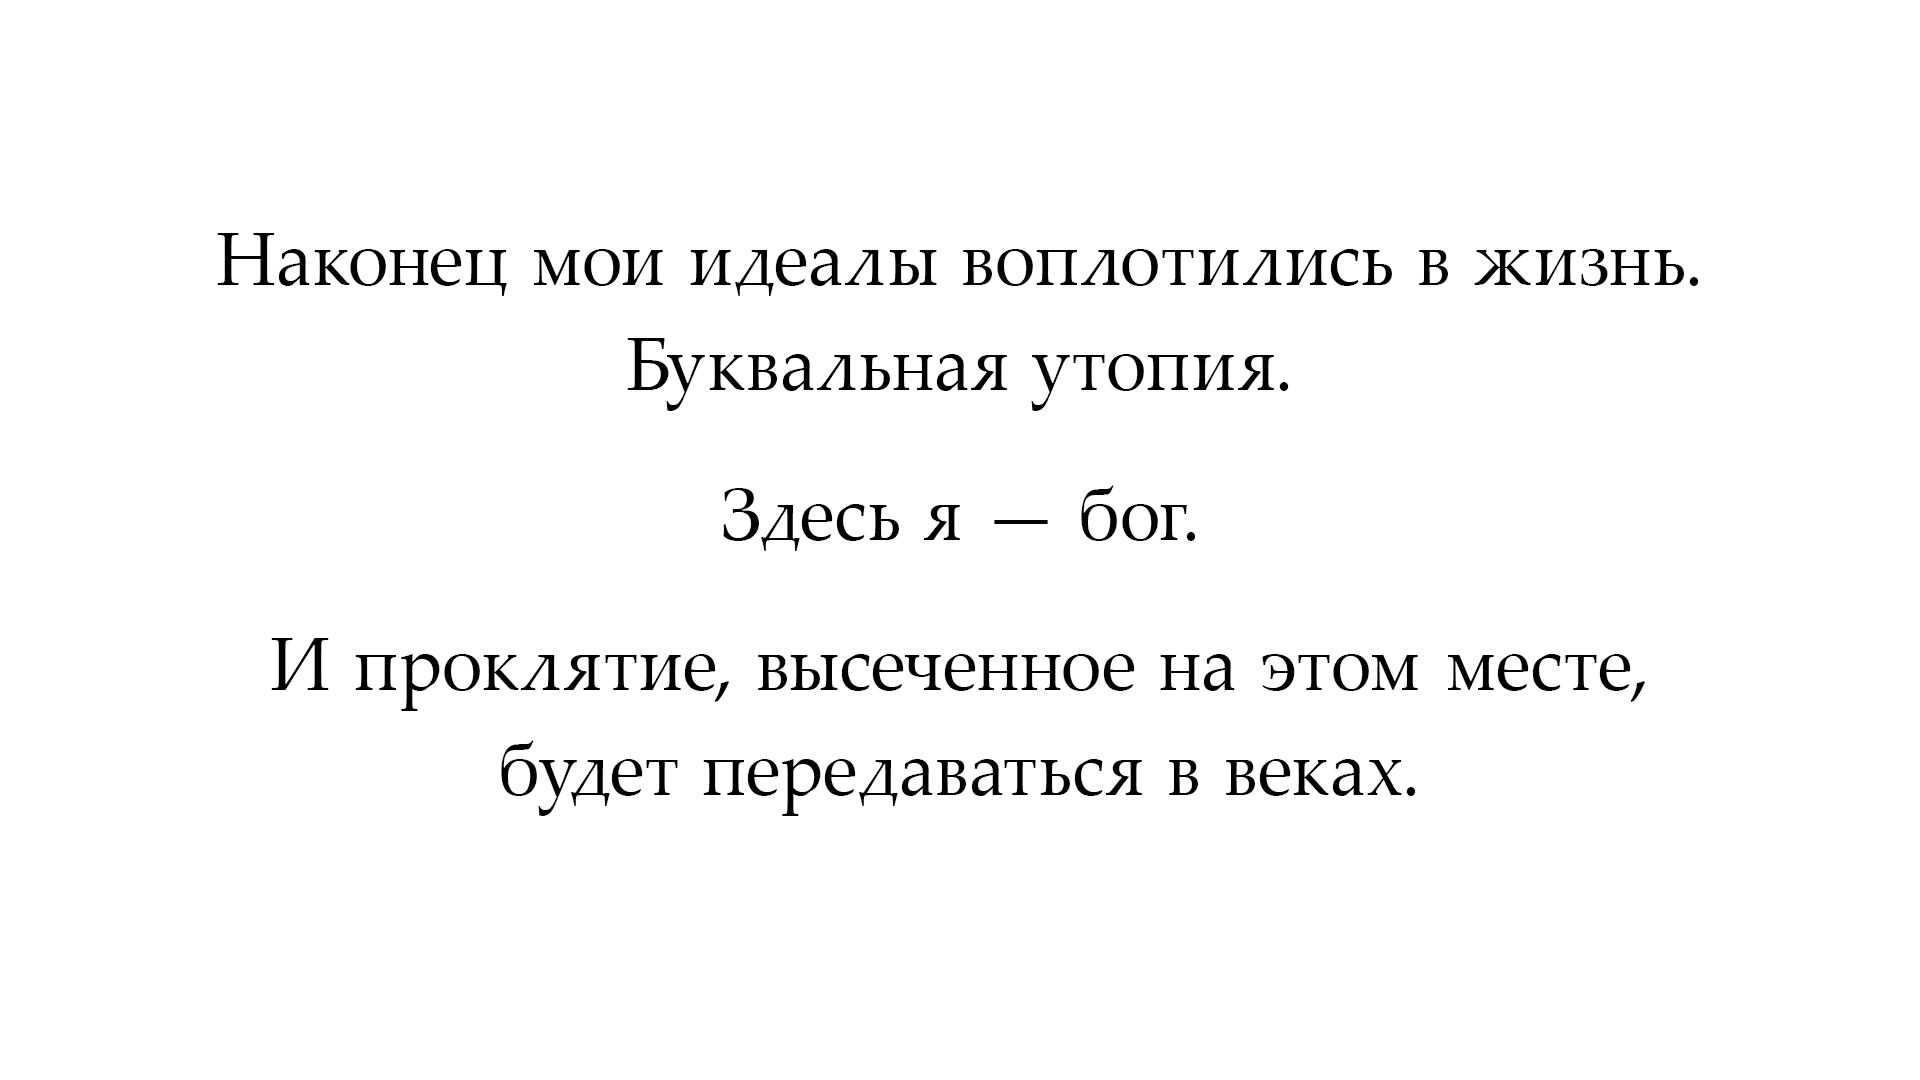 Наконец мои идеалы воплотились в жизнь.
Буквальная утопия.
Здесь я — бог.
И проклятие, высеченное на этом месте,
будет передаваться в веках.